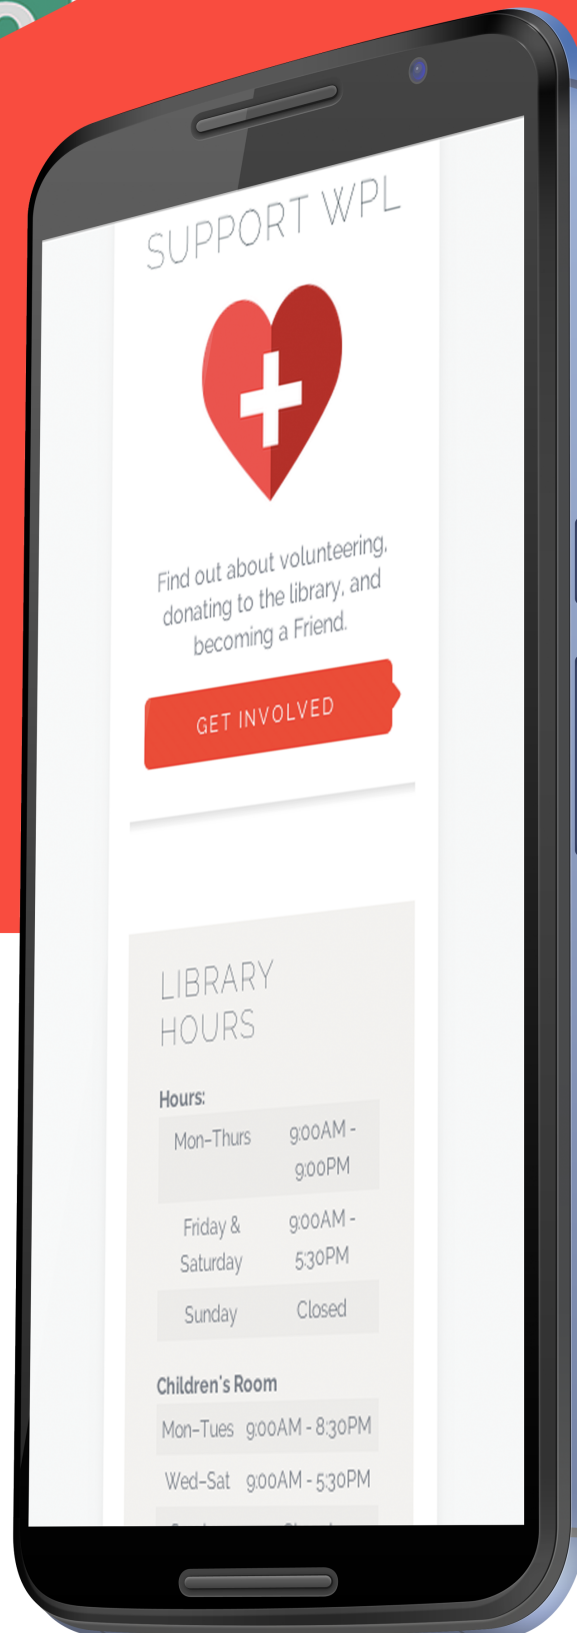 SUPPORT WPL
Find out about volunteering,
donating to the library, and
becoming a Friend.
GET INVOLVED
LIBRARY
HOURS
Hours:
Mon–Thurs 9:00AM -
9:00PM
Friday & 9:00AM -
Saturday 5:30PM
Sunday Closed
Children's Room
Mon–Tues 9:00AM - 8:30PM
Wed–Sat 9:00AM - 5:30PM